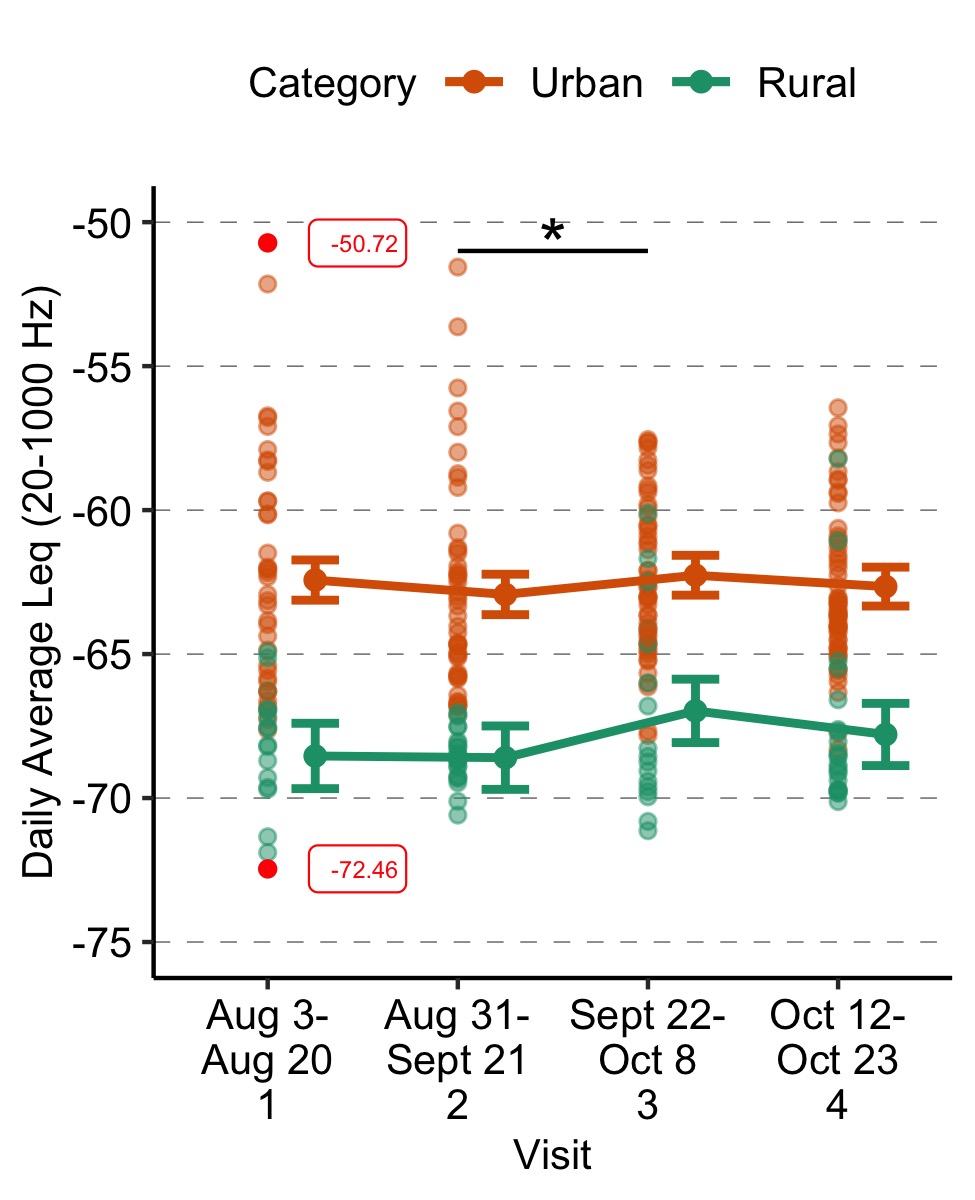 Category Urban Rural
Daily Average Leq (20-1000 Hz)
-50
-55
-60
-65
-70
-75
-50.72
*
-72.46
Aug 3- Aug 31- Sept 22- Oct 12-
Aug 20 Sept 21 Oct 8 Oct 23
1 2 3 4
Visit